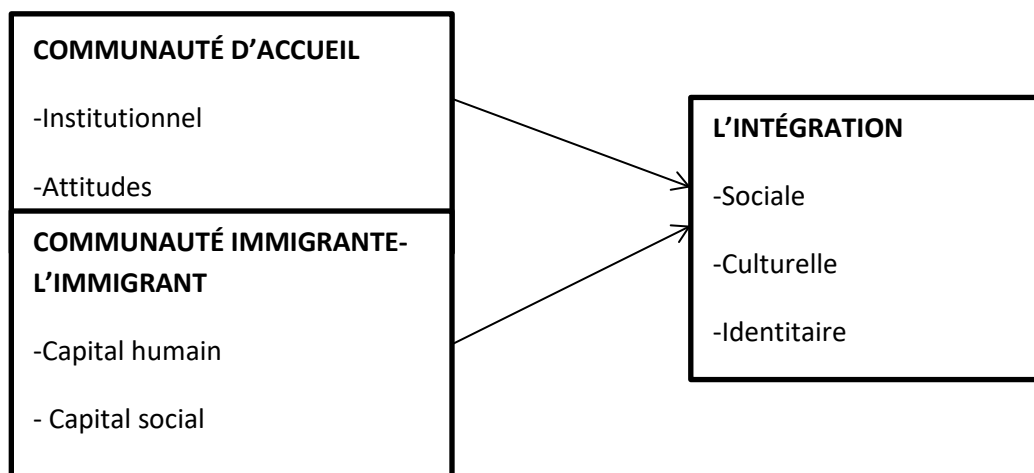 COMMUNAUTÉ D’ACCUEIL
-Institutionnel
-Attitudes
COMMUNAUTÉ IMMIGRANTE-
L’IMMIGRANT
-Capital humain
- Capital social
L’INTÉGRATION
-Sociale
-Culturelle
-Identitaire